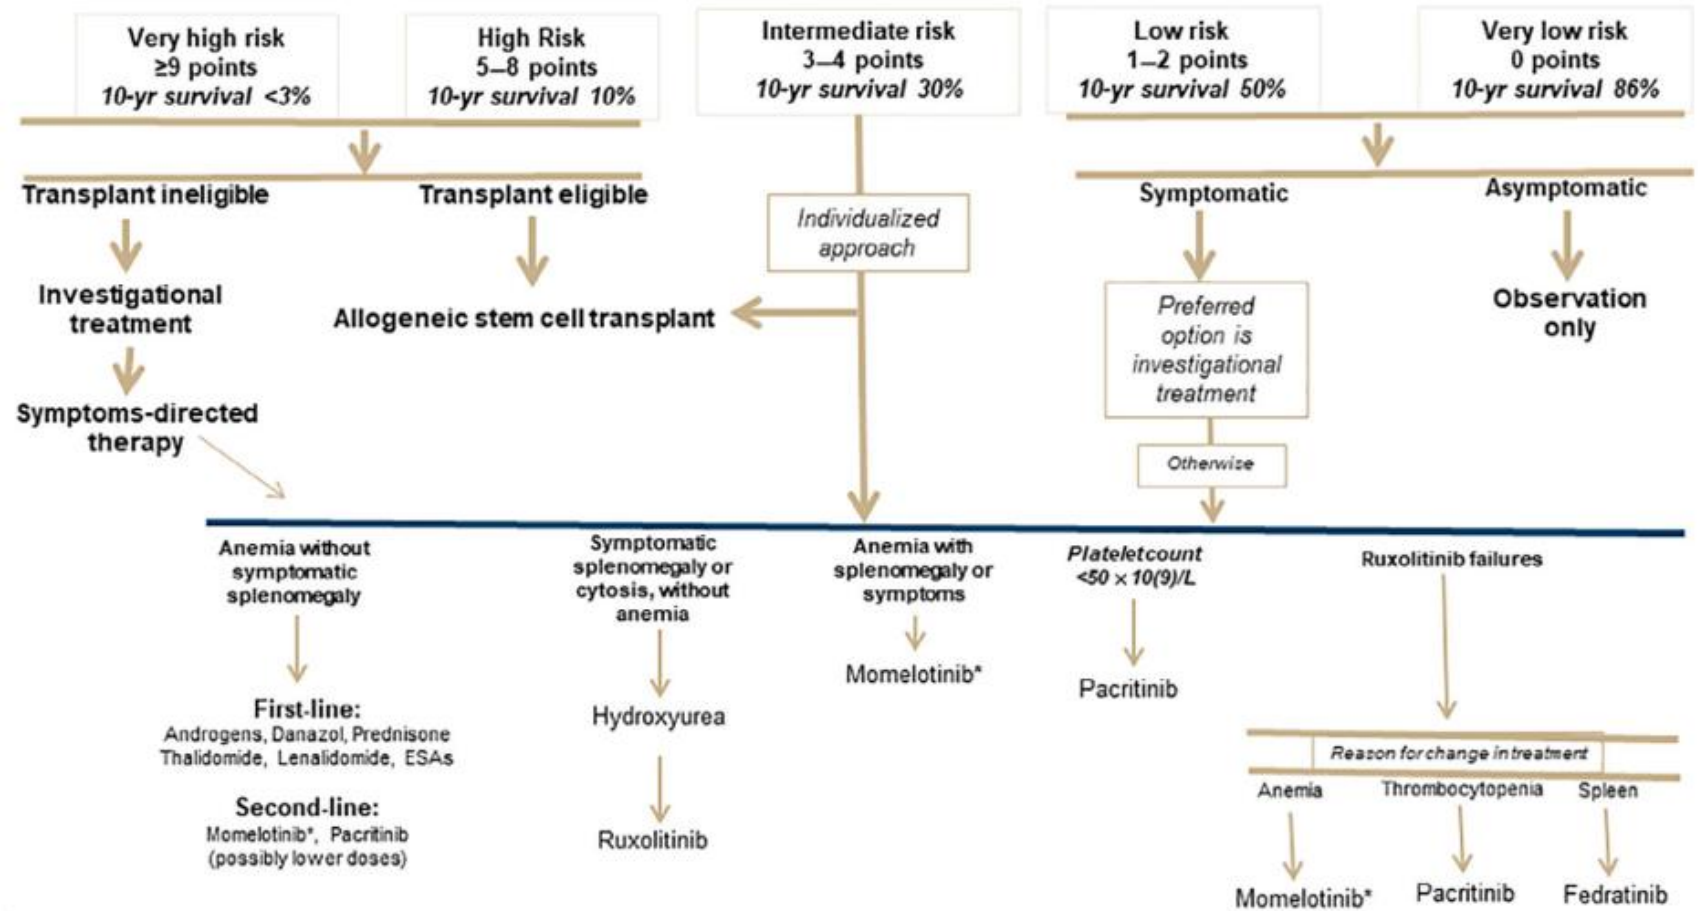 Very high risk
≥9 points
10-yr survival <3%
High Risk
5–8 points
10-yr survival 10%
Intermediate risk
3–4 points
10-yr survival 30%
Low risk
1–2 points
10-yr survival 50%
Very low risk
0 points
10-yr survival 86%
Transplant ineligible
Transplant eligible
Individualized
approach
Symptomatic
Asymptomatic
Investigational
treatment
Allogeneic stem cell transplant
Preferred
option is
investigational
treatment
Observation
only
Symptoms-directed
therapy
Otherwise
Anemia without
symptomatic
splenomegaly
Symptomatic
splenomegaly or
cytosis, without
anemia
Anemia with
splenomegaly or
symptoms
Platelet count
<50 × 10(9)/L
Ruxolitinib failures
First-line:
Androgens, Danazol, Prednisone
Thalidomide, Lenalidomide, ESAs
Second-line:
Momelotinib*, Pacritinib
(possibly lower doses)
Hydroxyurea
Ruxolitinib
Momelotinib*
Pacritinib
Reason for change in treatment
Anemia
Thrombocytopenia
Spleen
Momelotinib*
Pacritinib
Fedratinib